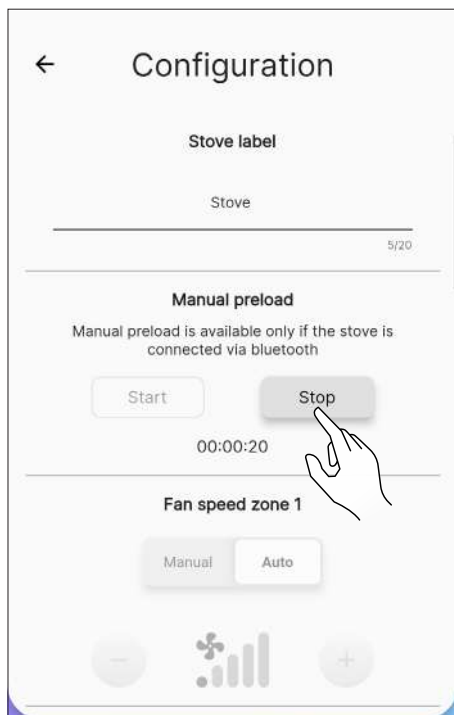 Configuration
Stove label
Stove
5/20
Manual preload
Manual preload is available only if the stove is
connected via bluetooth
Start Stop
00:00:20
Fan speed zone 1
Manual Auto